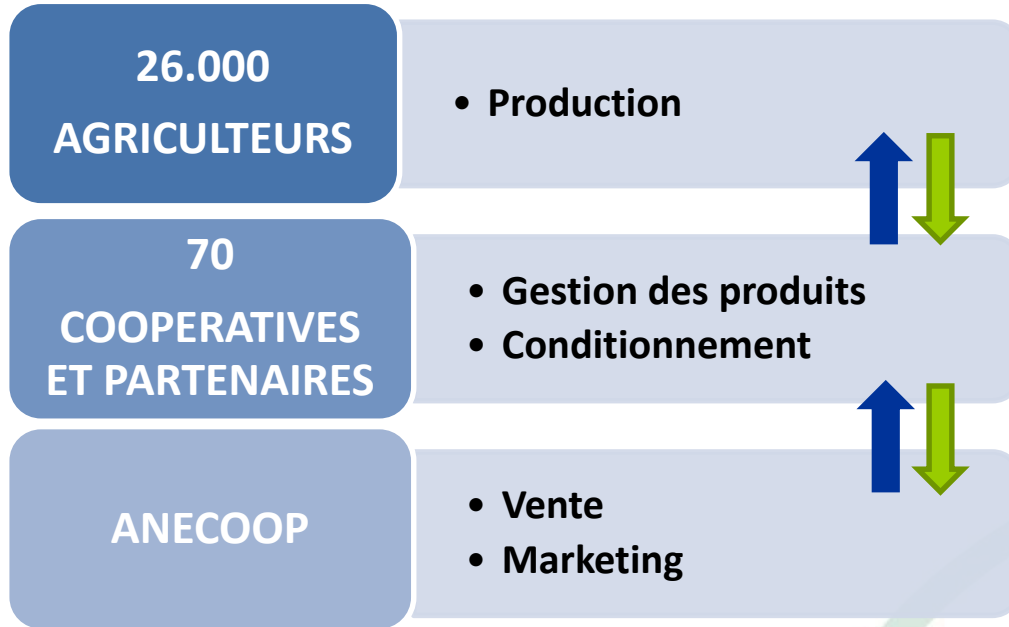 26.000
AGRICULTEURS
• Production
70
COOPERATIVES
ET PARTENAIRES
• Gestion des produits
• Conditionnement
ANECOOP
• Vente
• Marketing